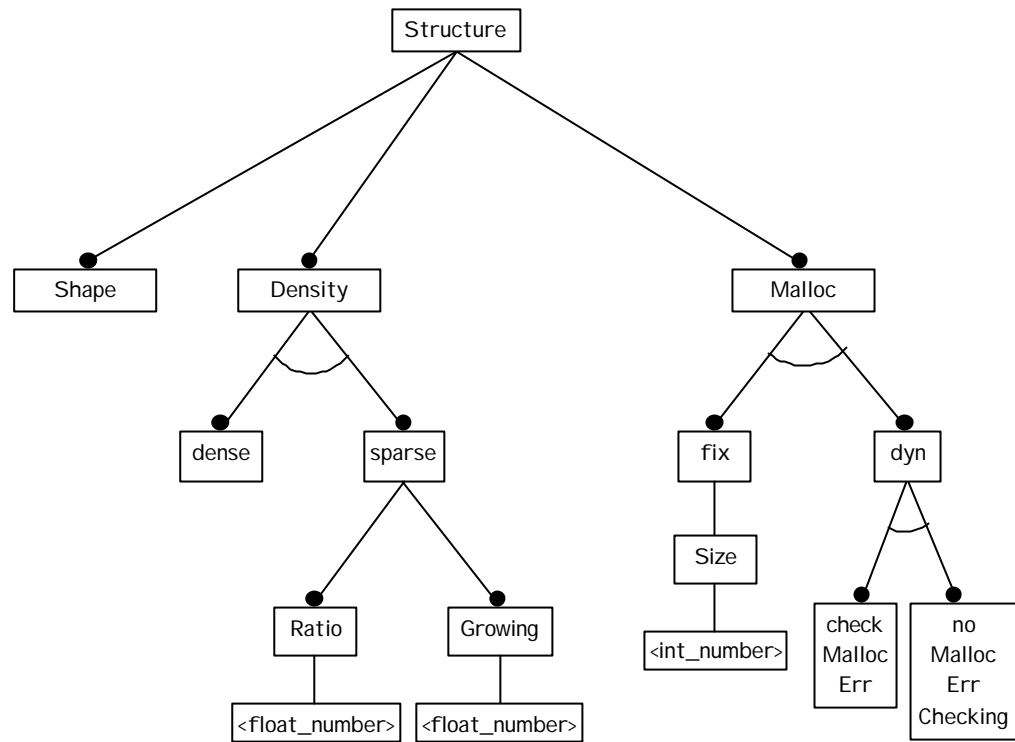 Structure
Shape
Density
Malloc
dense
sparse
fix
dyn
Size
Ratio
Growing
<int_number>
check
Malloc
Err
no
Malloc
Err
Checking
<float_number>
<float_number>